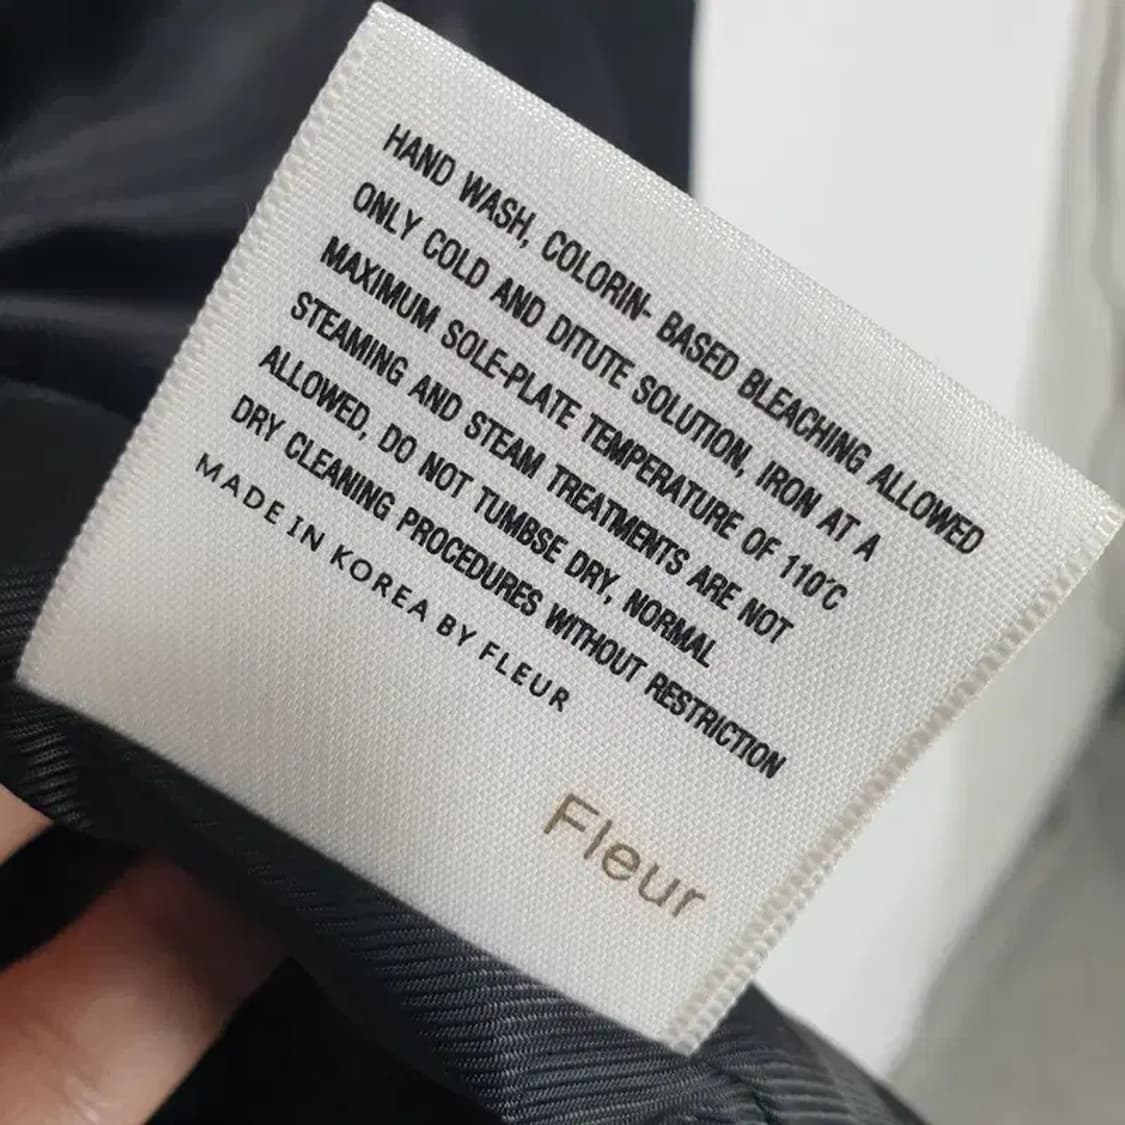 HAND WASH, COLORIN- BASED BLEACHING ALLOWED
ONLY COLD AND DITUTE SOLUTION, IRON AT A
MAXIMUM SOLE-PLATE TEMPERATURE OF 110°C
STEAMING AND STEAM TREATMENTS ARE NOT
ALLOWED, DO NOT TUMBSE DRY, NORMAL
DRY CLEANING PROCEDURES WITHOUT RESTRICTION
MADE IN KOREA BY FLEUR
Fleur